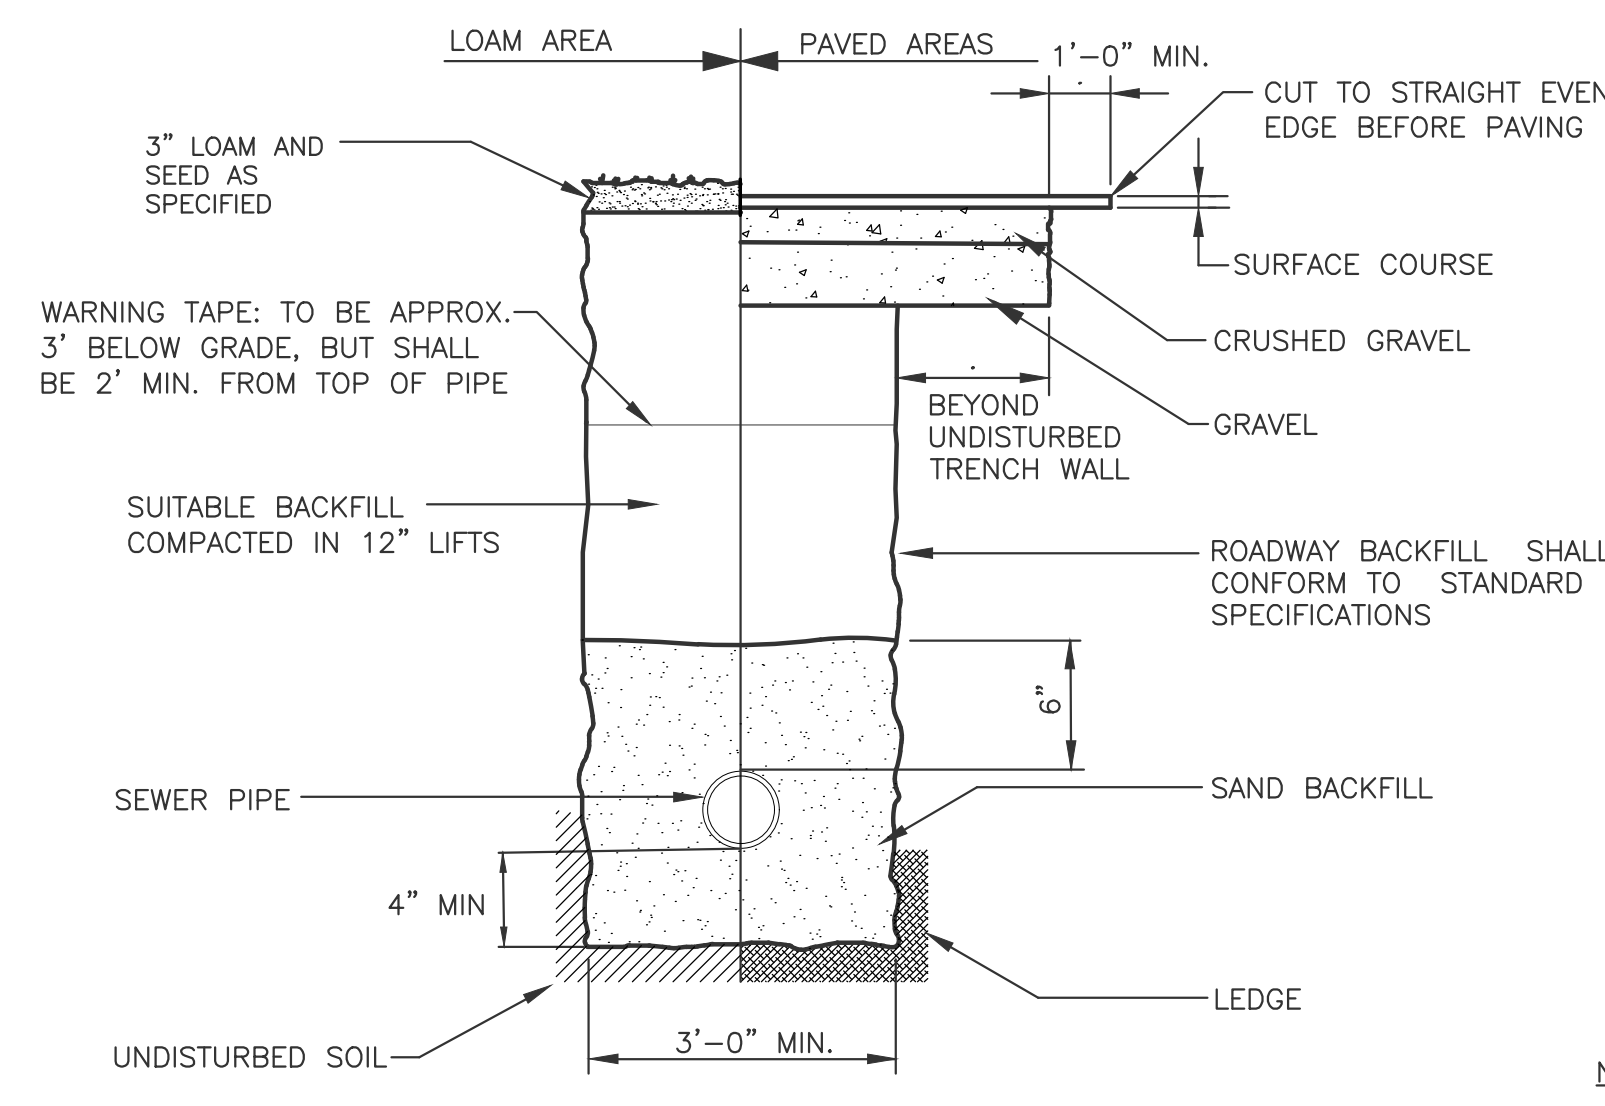 LOAM AREA
PAVED AREAS
1'-0" MIN.
CUT TO STRAIGHT EVEN
EDGE BEFORE PAVING
3" LOAM AND
SEED AS
SPECIFIED
SURFACE COURSE
WARNING TAPE: TO BE APPROX.
3' BELOW GRADE, BUT SHALL
BE 2' MIN. FROM TOP OF PIPE
CRUSHED GRAVEL
BEYOND
UNDISTURBED
TRENCH WALL
GRAVEL
SUITABLE BACKFILL
COMPACTED IN 12" LIFTS
ROADWAY BACKFILL SHALL
CONFORM TO STANDARD
SPECIFICATIONS
6"
SEWER PIPE
SAND BACKFILL
4" MIN
LEDGE
3'-0" MIN.
UNDISTURBED SOIL